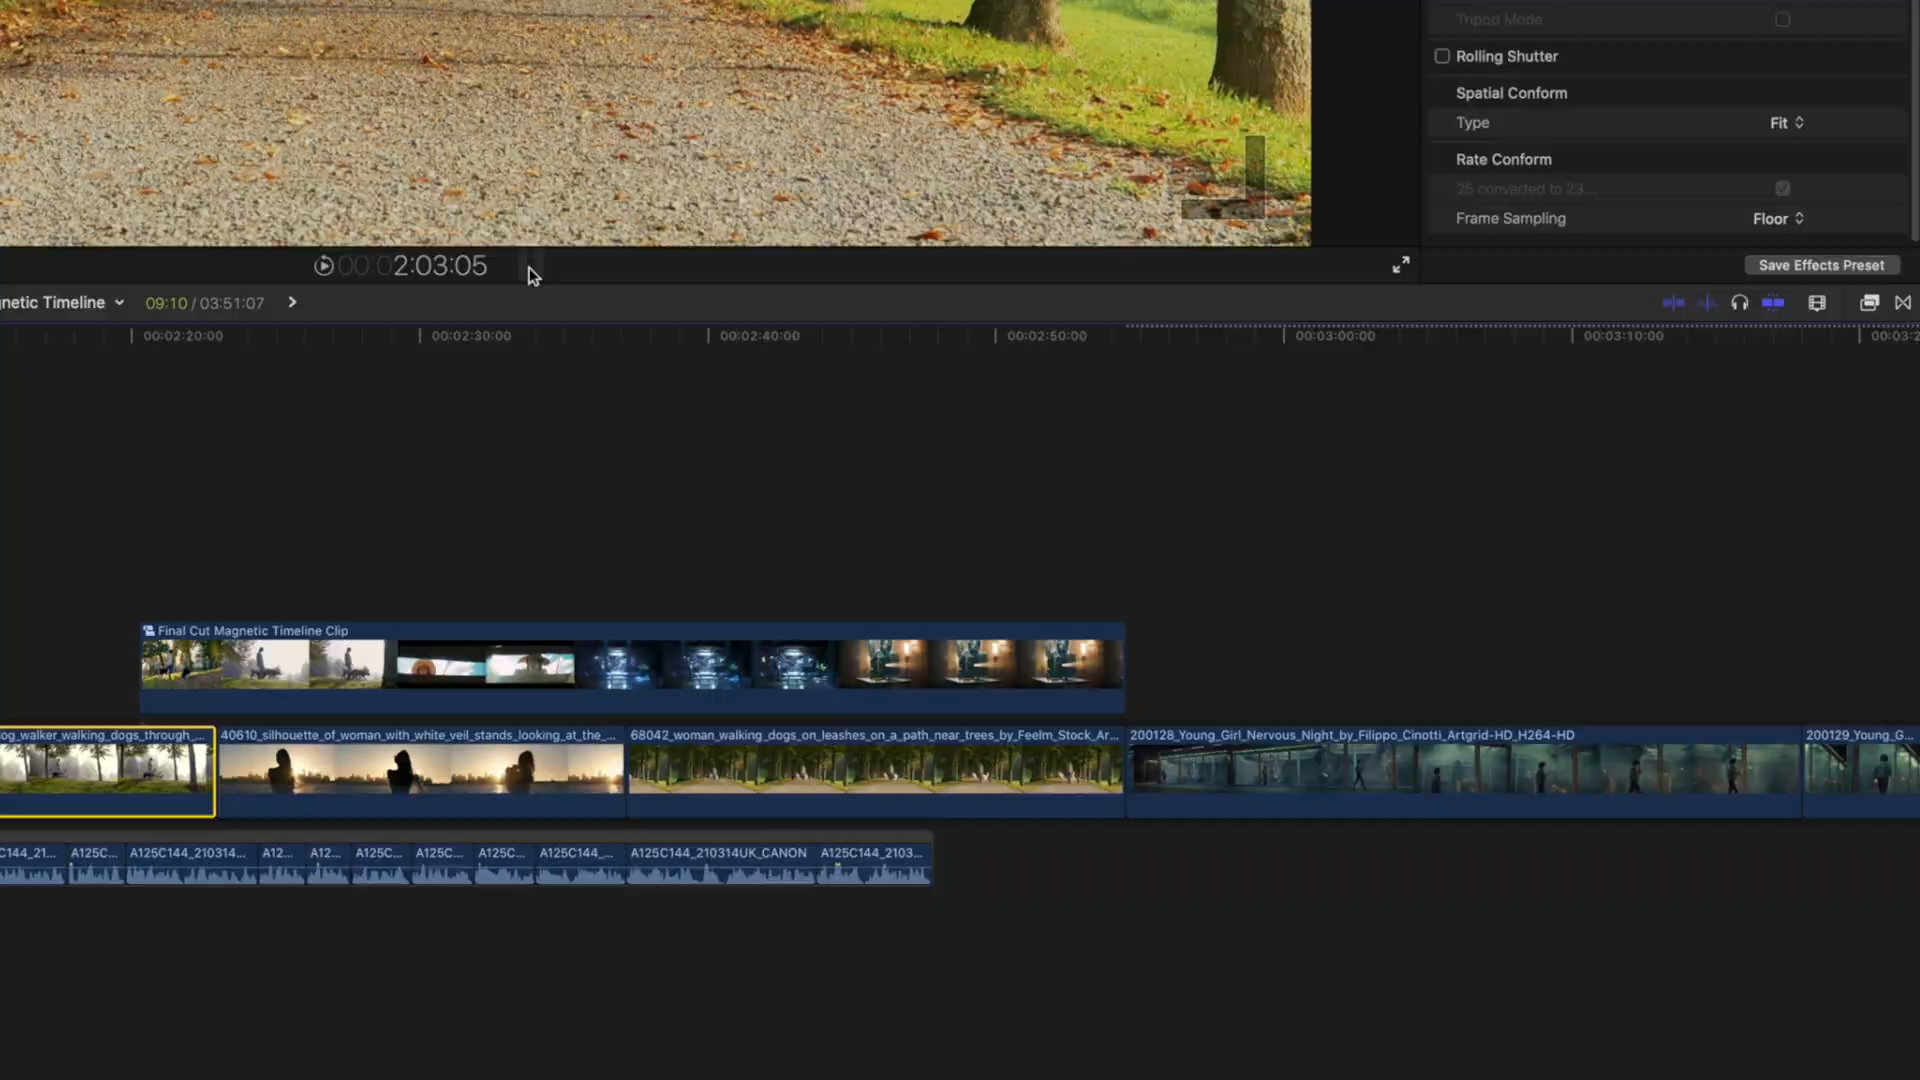 Tripod Mode
Rolling Shutter
Spatial Conform
Type Fit
Rate Conform
25 converted to 23....
Frame Sampling Floor
00:02:03:05
Save Effects Preset
gnetic Timeline 09:10 / 03:51:07
00:02:20:00 00:02:30:00 00:02:40:00 00:02:50:00 00:03:00:00 00:03:10:00 00:03:2
Final Cut Magnetic Timeline Clip
og_walker_walking_dogs_through_... 40610_silhouette_of_woman_with_white_veil_stands_looking_at_the_... 68042_woman_walking_dogs_on_leashes_on_a_path_near_trees_by_Feelm_Stock_Ar... 200128_Young_Girl_Nervous_Night_by_Filippo_Cinotti_Artgrid-HD_H264-HD 200129_Young_G...
C144_21... A125C... A125C144_210314... A12... A12... A125C... A125C... A125C... A125C144_... A125C144_210314UK_CANON A125C144_2103...